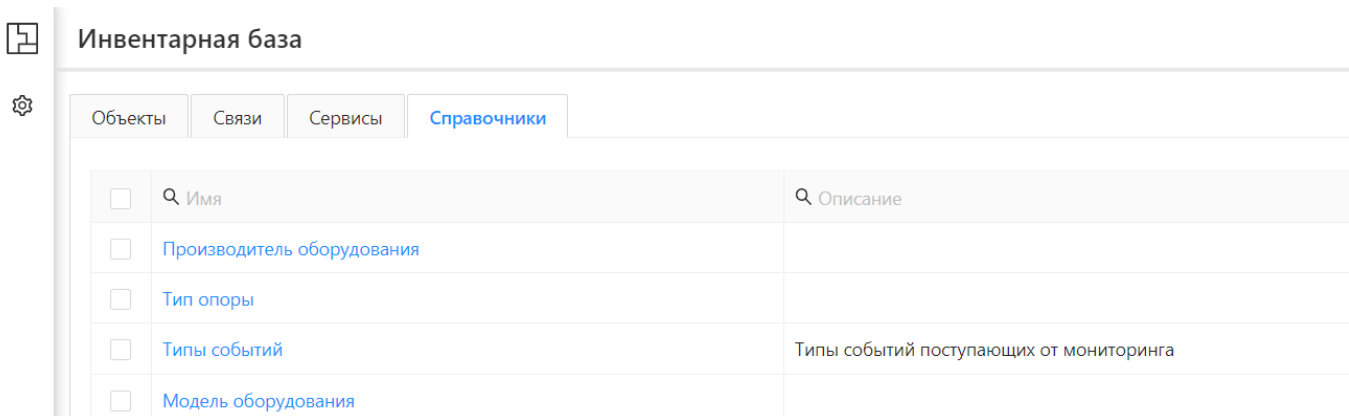 Инвентарная база
Объекты Связи Сервисы Справочники
Имя Описание
Производитель оборудования
Тип опоры
Типы событий Типы событий поступающих от мониторинга
Модель оборудования